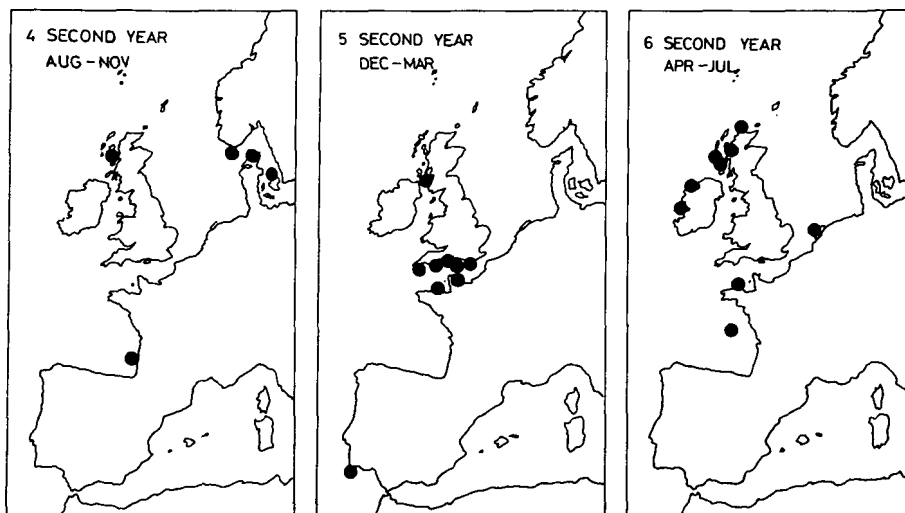 4 SECOND YEAR
AUG-NOV
5 SECOND YEAR
DEC-MAR
6 SECOND YEAR
APR-JUL